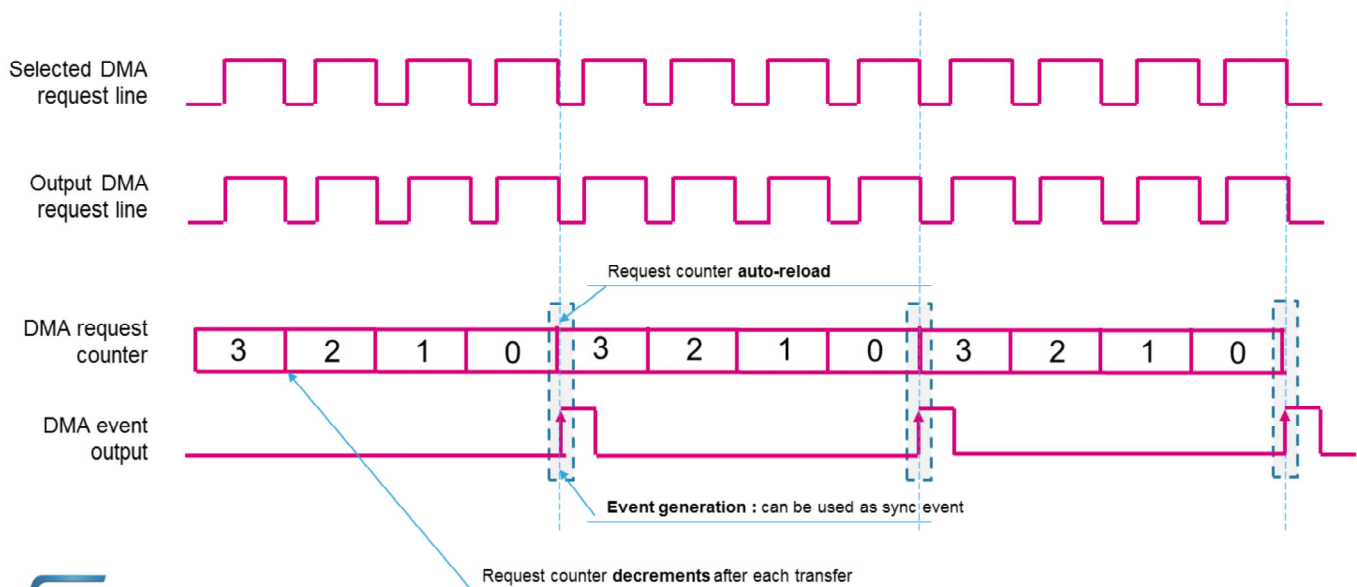 Selected DMA
request line
Output DMA
request line
Request counter auto-reload
DMA request
counter
3 2 1 0 3 2 1 0 3 2 1 0
DMA event
output
Event generation : can be used as sync event
Request counter decrements after each transfer